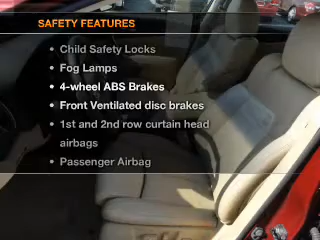 SAFETY FEATURES
• Child Safety Locks
• Fog Lamps
• 4-wheel ABS Brakes
• Front Ventilated disc brakes
• 1st and 2nd row curtain head
airbags
• Passenger Airbag